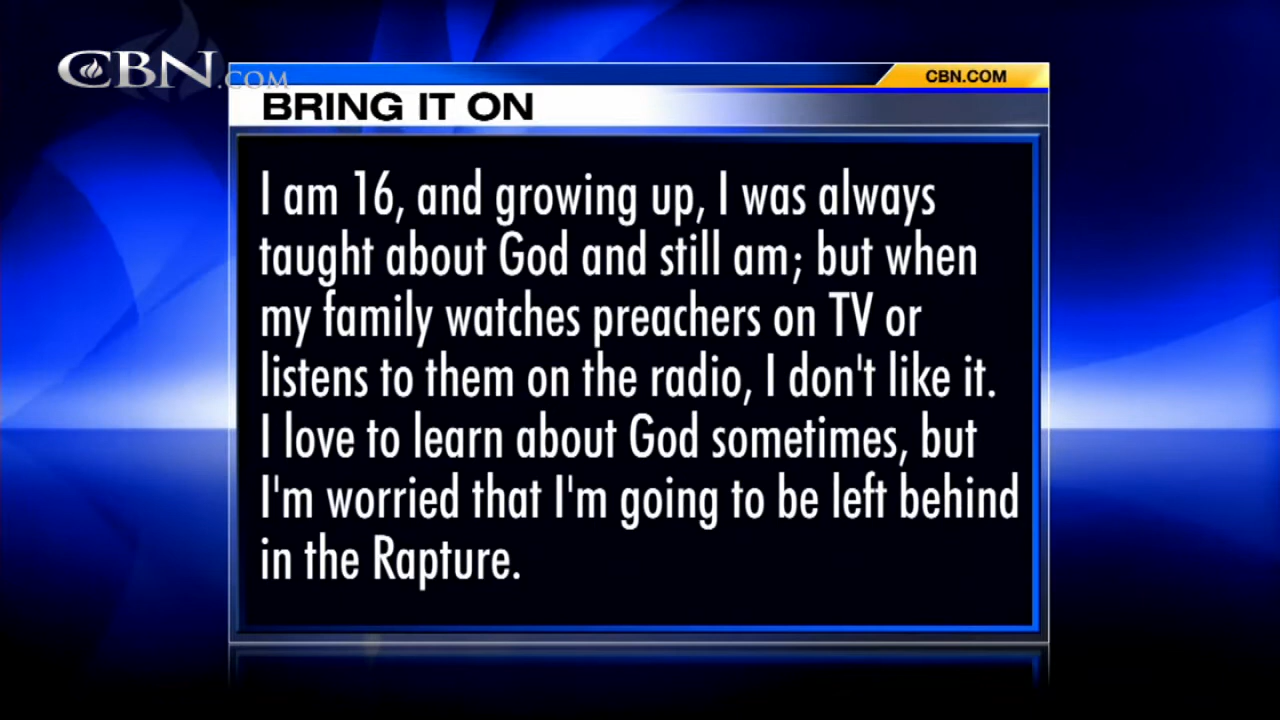 CBN.COM
CBN.COM
BRING IT ON
I am 16, and growing up, I was always
taught about God and still am; but when
my family watches preachers on TV or
listens to them on the radio, I don't like it.
I love to learn about God sometimes, but
I'm worried that I'm going to be left behind
in the Rapture.